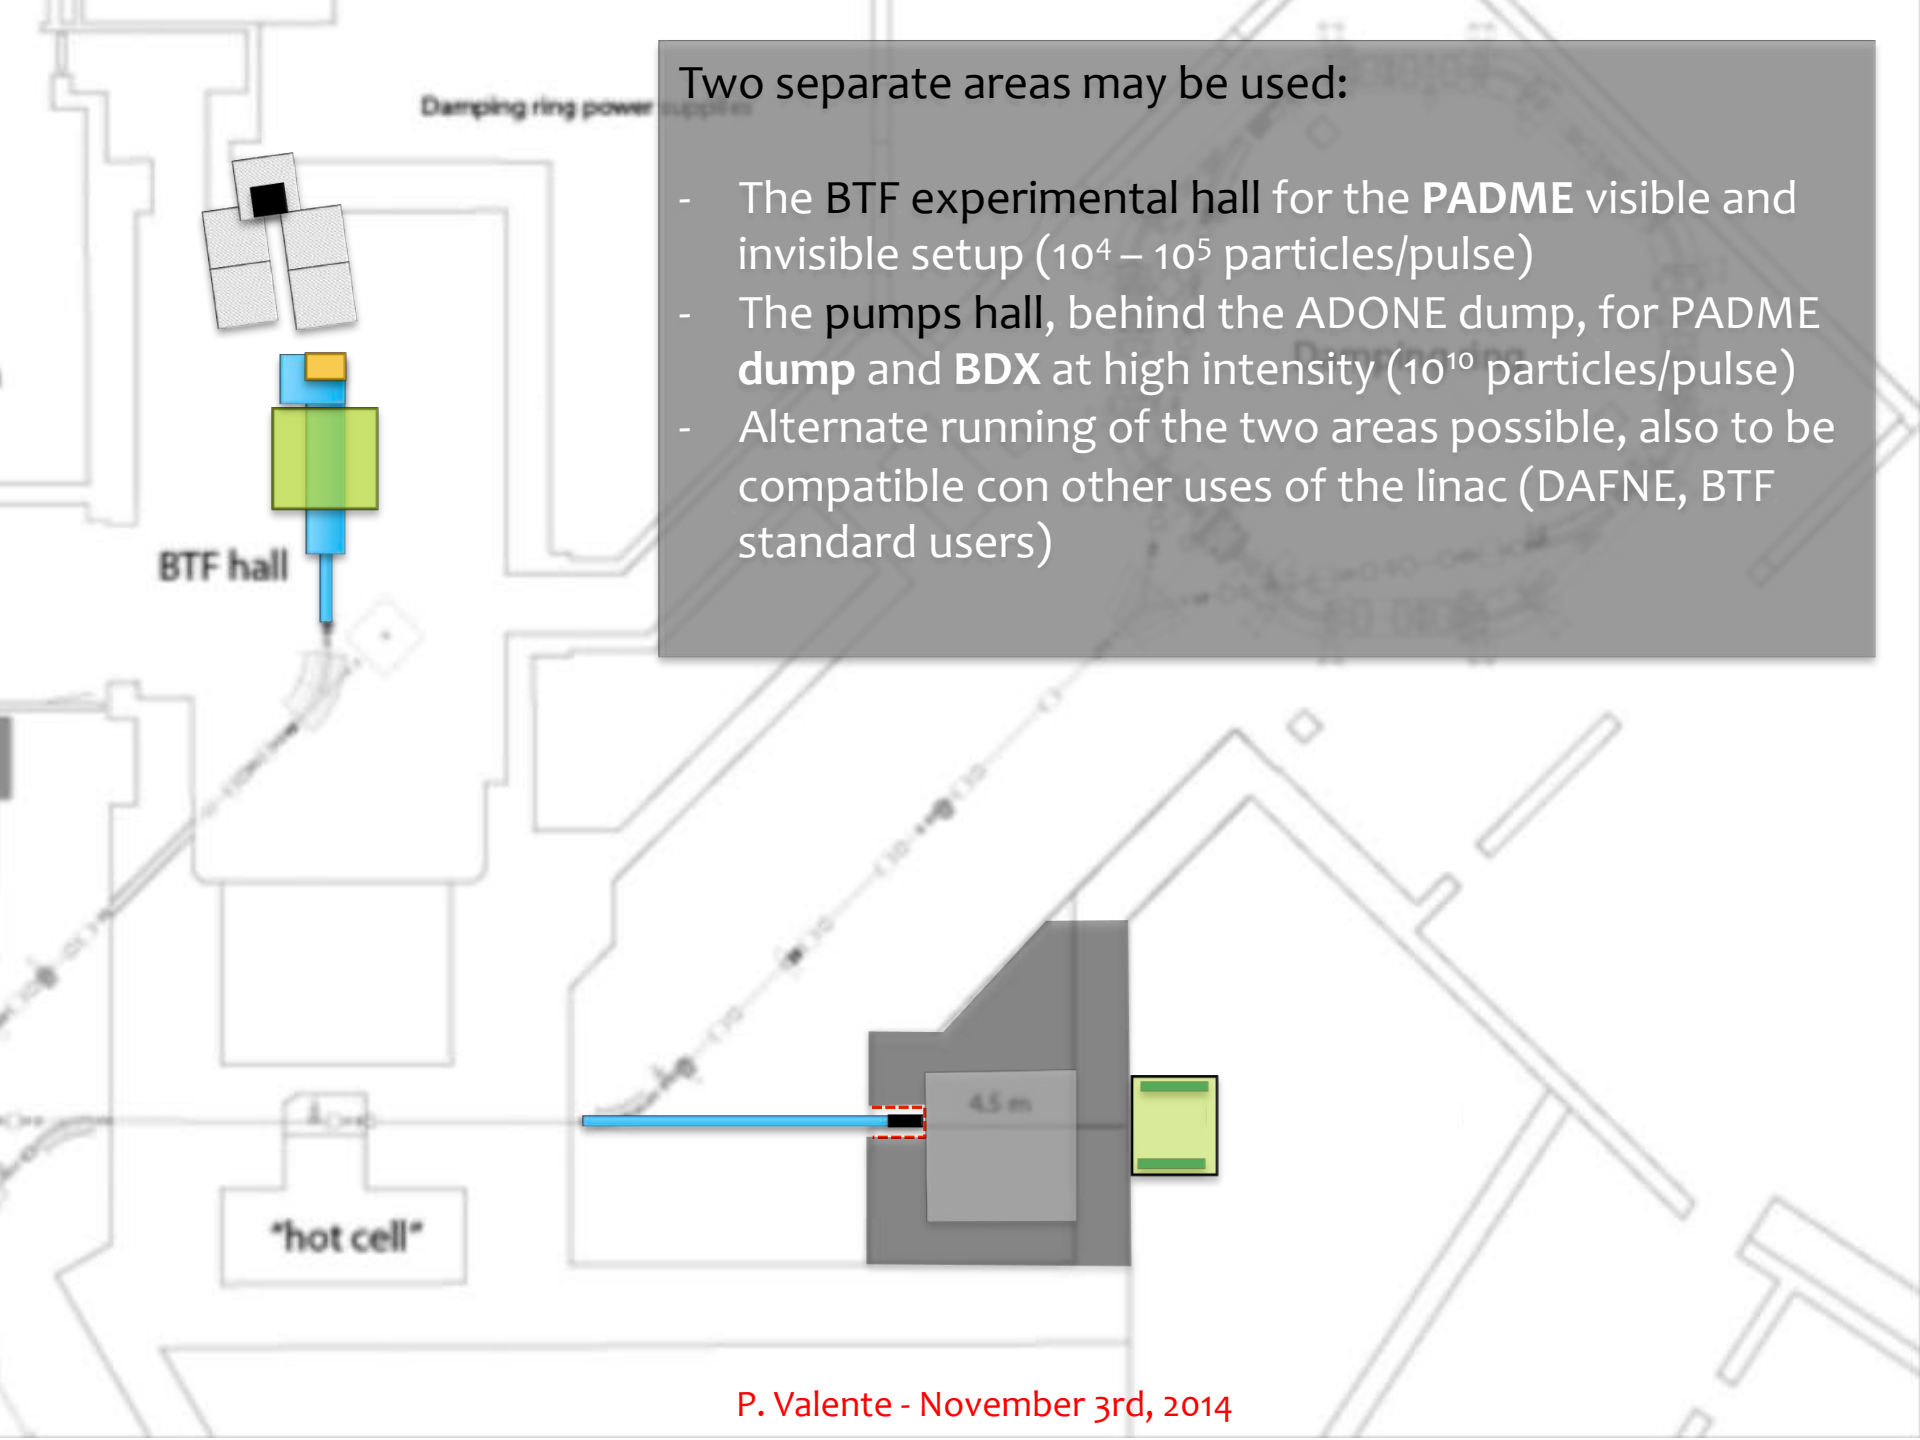 Two separate areas may be used:
Damping ring power supplies
- The BTF experimental hall for the PADME visible and
invisible setup (10⁴ – 10⁵ particles/pulse)
- The pumps hall, behind the ADONE dump, for PADME
dump and BDX at high intensity (10¹⁰ particles/pulse)
Damping ring
- Alternate running of the two areas possible, also to be
compatible con other uses of the linac (DAFNE, BTF
standard users)
BTF hall
4.5 m
"hot cell"
P. Valente - November 3rd, 2014